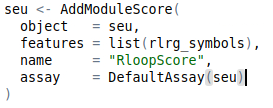 seu <- AddModuleScore(
  object   = seu,
  features = list(rlrg_symbols),
  name     = "RloopScore",
  assay    = DefaultAssay(seu)
)